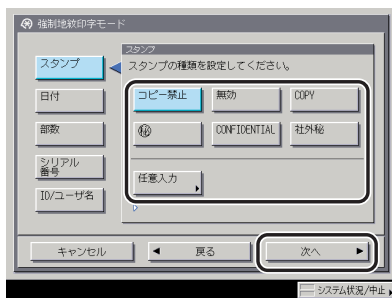 強制地紋印字モード
スタンプ
スタンプの種類を設定してください。
スタンプ
日付
部数
シリアル
番号
ID/ユーザ名
コピー禁止
無効
COPY
㊙
CONFIDENTIAL
社外秘
任意入力
キャンセル
戻る
次へ
システム状況/中止